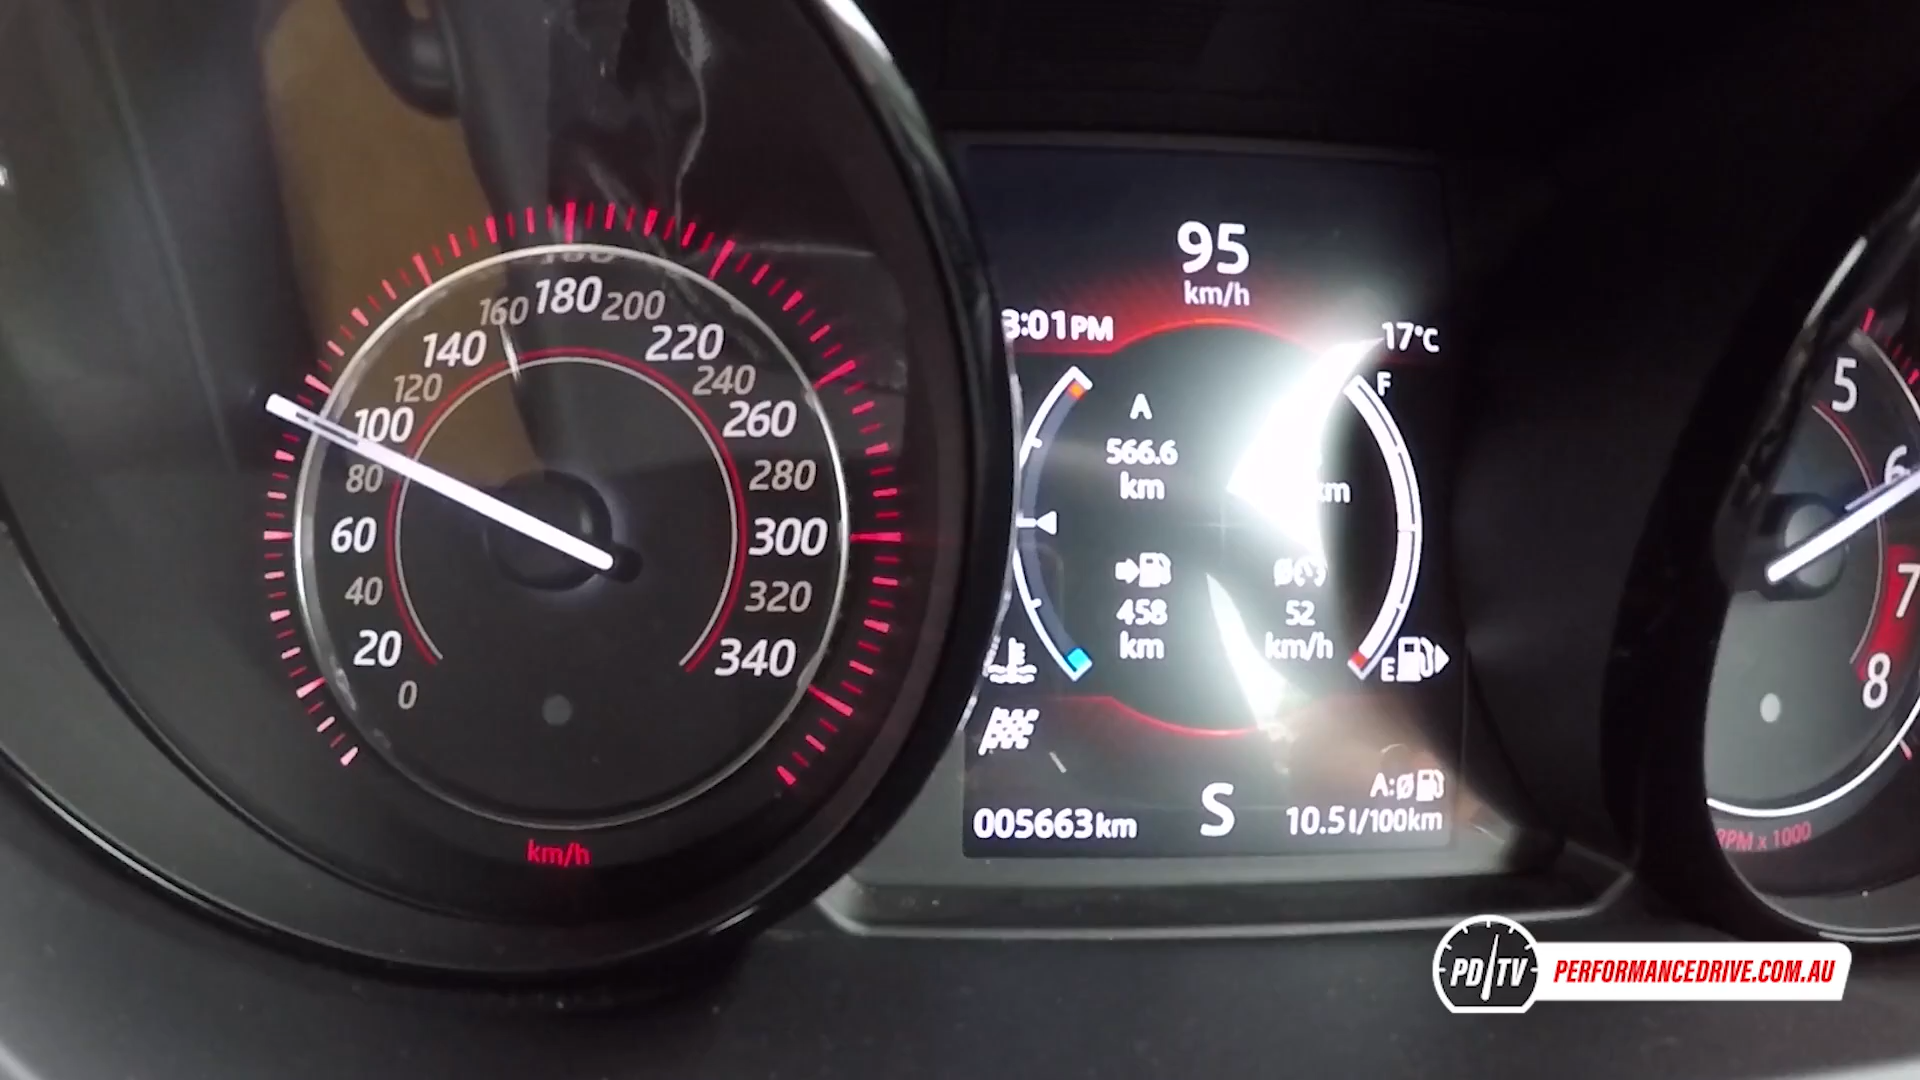 0
20
40
60
80
100
120
140
160
180
200
220
240
260
280
300
320
340
km/h
95
km/h
3:01PM
17°C
F
A
566.6
km
km
458
km
52
km/h
E
005663km
S
A:Ø
10.5l/100km
5
6
7
8
RPM x 1000
PD TV
PERFORMANCEDRIVE.COM.AU